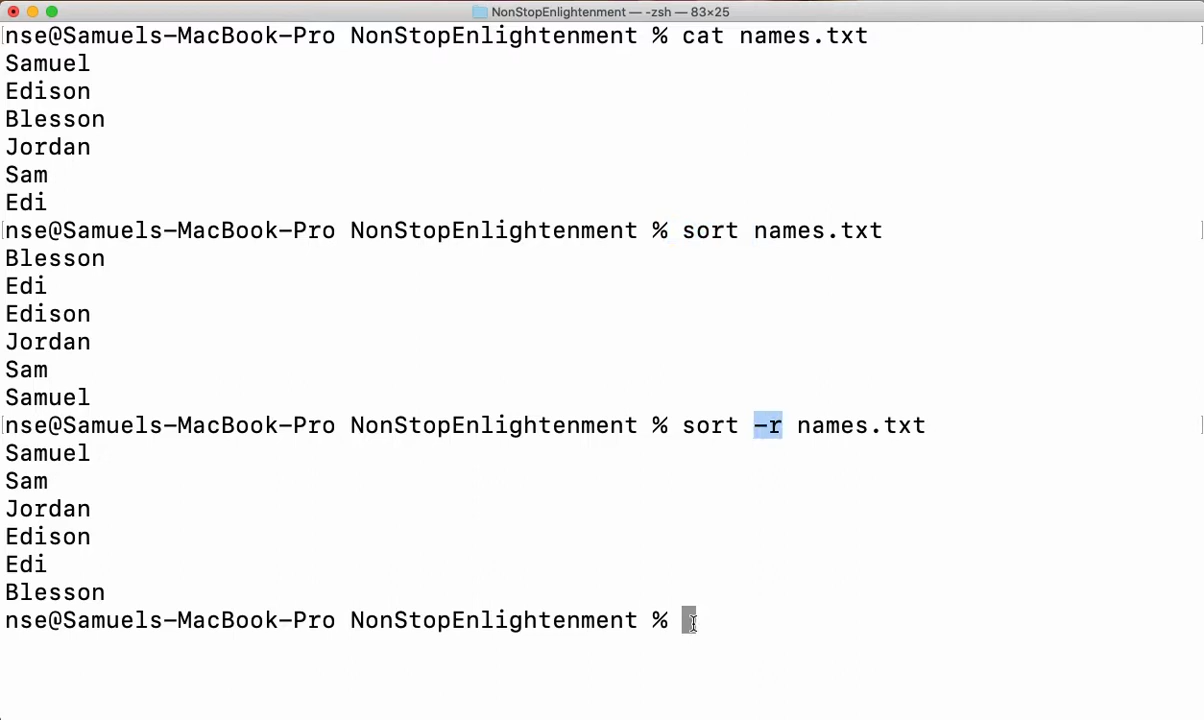 NonStopEnlightenment — -zsh — 83×25
nse@Samuels-MacBook-Pro NonStopEnlightenment % cat names.txt
Samuel
Edison
Blesson
Jordan
Sam
Edi
nse@Samuels-MacBook-Pro NonStopEnlightenment % sort names.txt
Blesson
Edi
Edison
Jordan
Sam
Samuel
nse@Samuels-MacBook-Pro NonStopEnlightenment % sort -r names.txt
Samuel
Sam
Jordan
Edison
Edi
Blesson
nse@Samuels-MacBook-Pro NonStopEnlightenment %